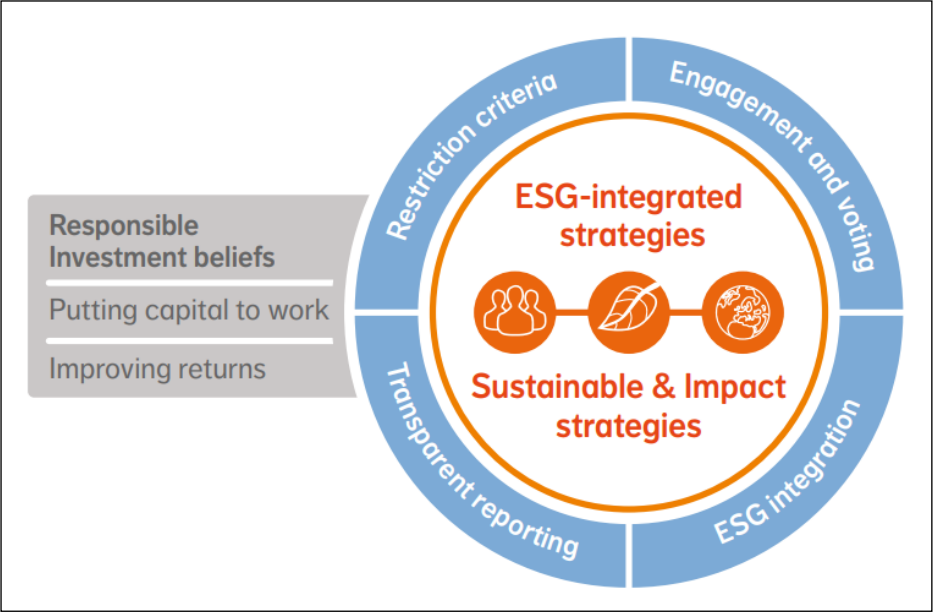 Responsible
Investment beliefs
Putting capital to work
Improving returns
Restriction criteria
Engagement and voting
ESG-integrated
strategies
Sustainable & Impact
strategies
Transparent reporting
ESG integration